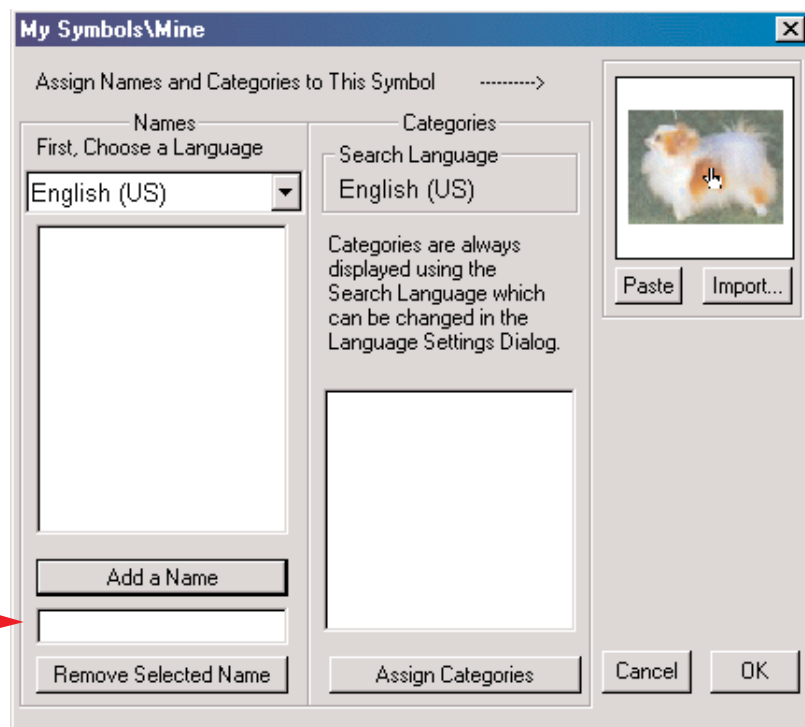 My Symbols\Mine
Assign Names and Categories to This Symbol ---------->
Names
First, Choose a Language
English (US)
Add a Name
Remove Selected Name
Categories
Search Language
English (US)
Categories are always
displayed using the
Search Language which
can be changed in the
Language Settings Dialog.
Assign Categories
Paste
Import...
Cancel
OK